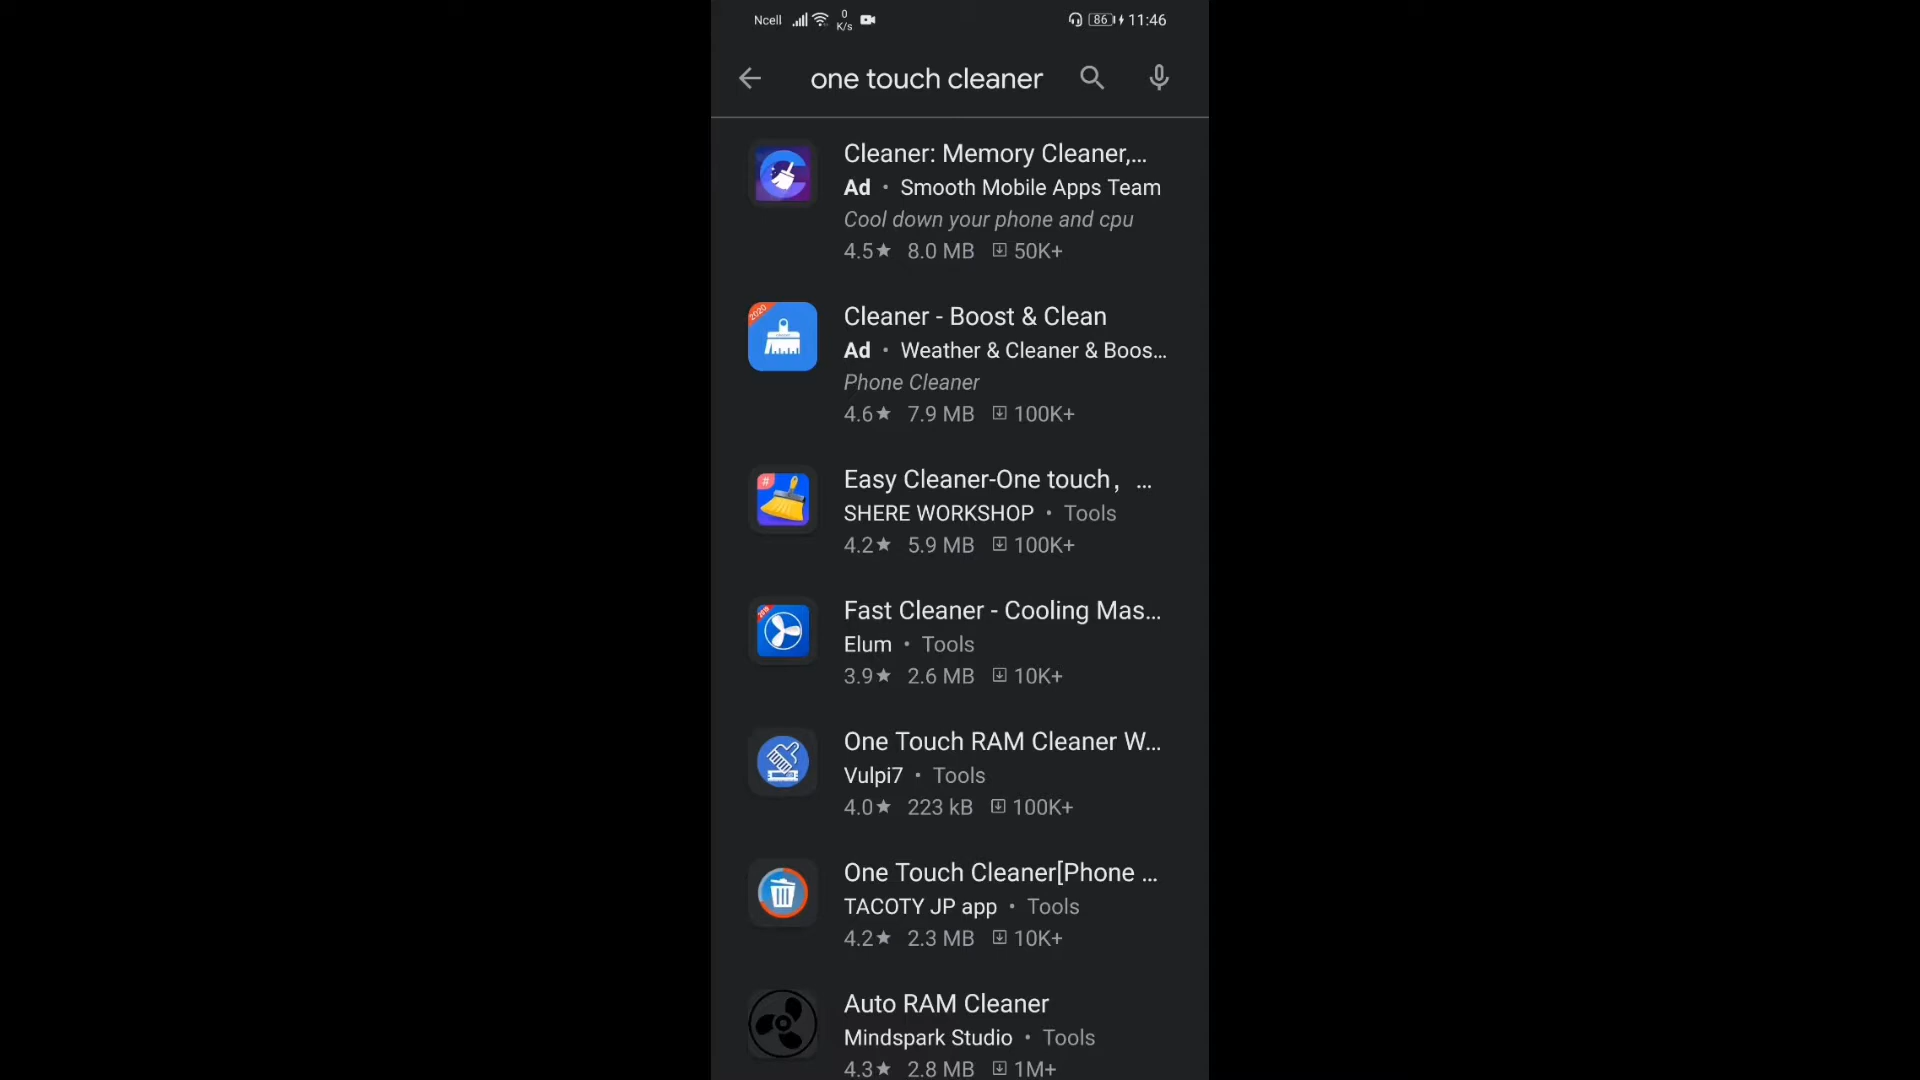 Ncell 0 K/s 86 11:46
one touch cleaner
Cleaner: Memory Cleaner,...
Ad • Smooth Mobile Apps Team
Cool down your phone and cpu
4.5★ 8.0 MB 50K+
2020
Cleaner - Boost & Clean
Ad • Weather & Cleaner & Boos...
Phone Cleaner
4.6★ 7.9 MB 100K+
#
Easy Cleaner-One touch， ...
SHERE WORKSHOP • Tools
4.2★ 5.9 MB 100K+
2019
Fast Cleaner - Cooling Mas...
Elum • Tools
3.9★ 2.6 MB 10K+
One Touch RAM Cleaner W...
Vulpi7 • Tools
4.0★ 223 kB 100K+
One Touch Cleaner[Phone ...
TACOTY JP app • Tools
4.2★ 2.3 MB 10K+
Auto RAM Cleaner
Mindspark Studio • Tools
4.3★ 2.8 MB 1M+